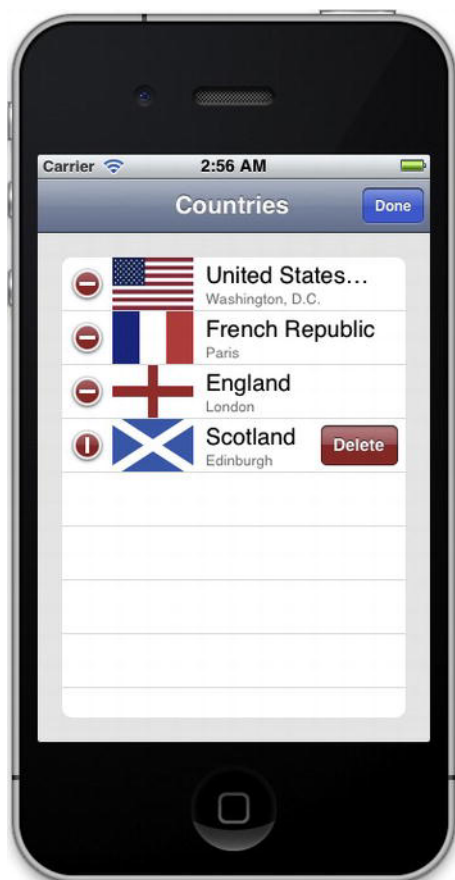 Carrier 2:56 AM
Countries Done
United States...
Washington, D.C.
French Republic
Paris
England
London
Scotland
Edinburgh
Delete